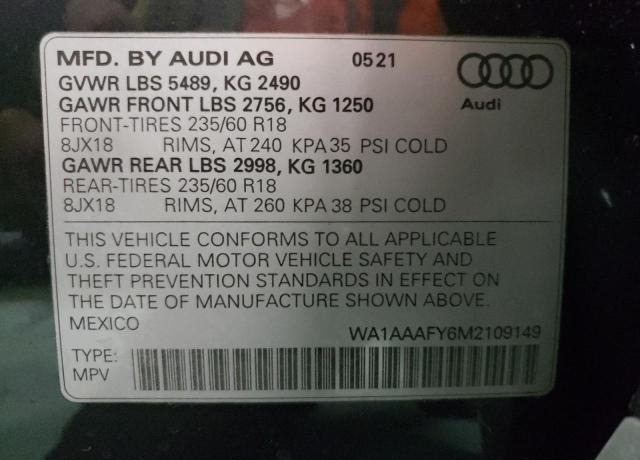 MFD. BY AUDI AG 0521
Audi
GVWR LBS 5489, KG 2490
GAWR FRONT LBS 2756, KG 1250
FRONT-TIRES 235/60 R18
8JX18 RIMS, AT 240 KPA 35 PSI COLD
GAWR REAR LBS 2998, KG 1360
REAR-TIRES 235/60 R18
8JX18 RIMS, AT 260 KPA 38 PSI COLD
THIS VEHICLE CONFORMS TO ALL APPLICABLE
U.S. FEDERAL MOTOR VEHICLE SAFETY AND
THEFT PREVENTION STANDARDS IN EFFECT ON
THE DATE OF MANUFACTURE SHOWN ABOVE.
MEXICO
WA1AAAFY6M2109149
TYPE:
MPV